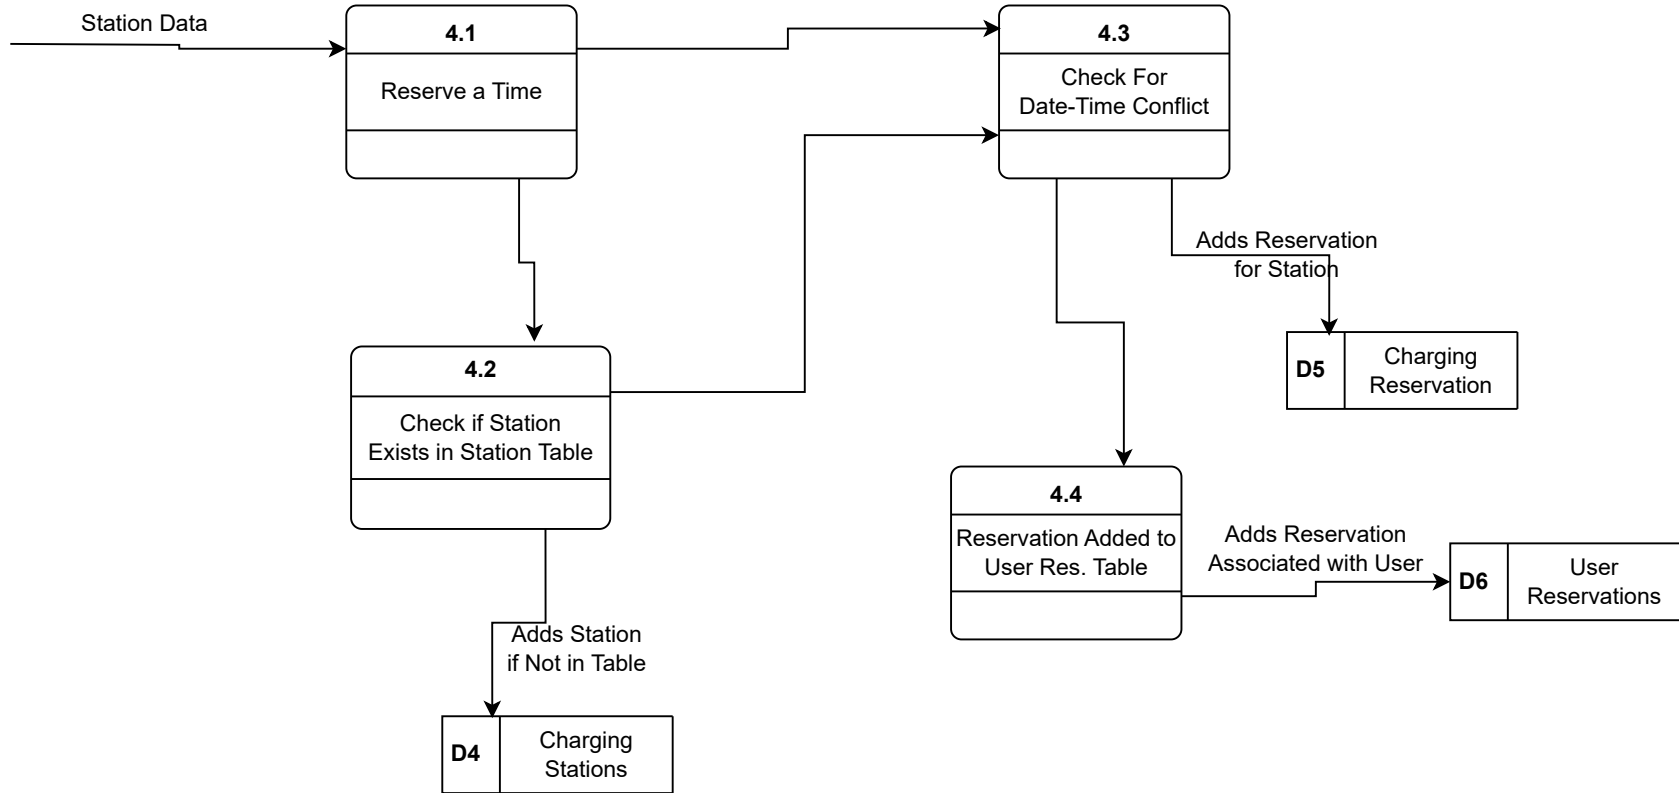 Station Data
4.1
Reserve a Time
4.3
Check For
Date-Time Conflict
Adds Reservation
for Station
D5
Charging
Reservation
4.2
Check if Station
Exists in Station Table
4.4
Reservation Added to
User Res. Table
Adds Reservation
Associated with User
D6
User
Reservations
Adds Station
if Not in Table
D4
Charging
Stations